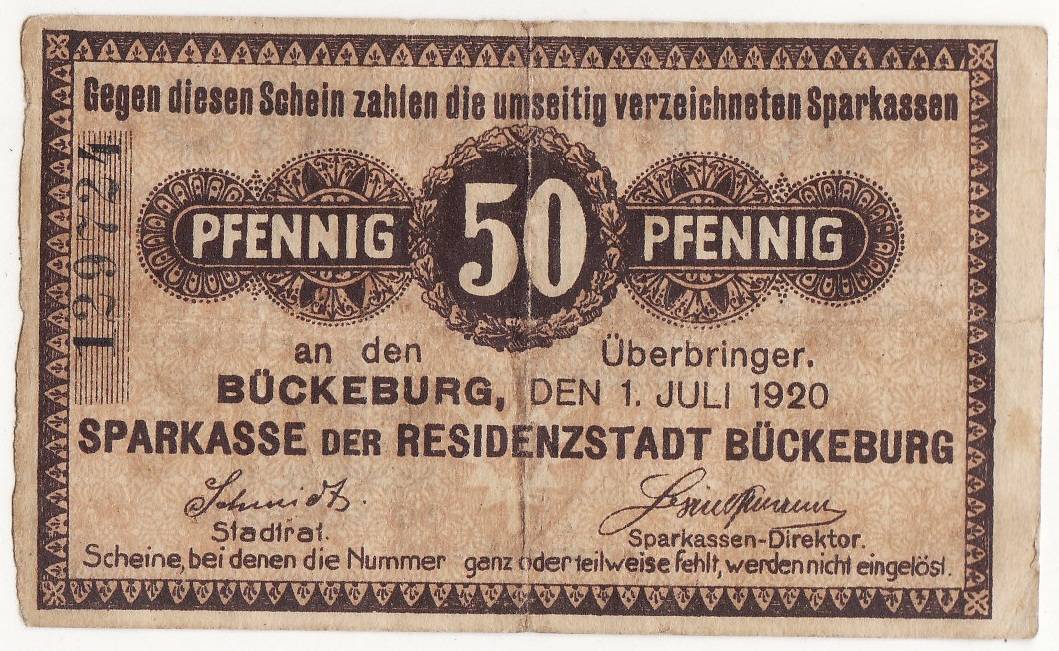 Gegen diesen Schein zahlen die umseitig verzeichneten Sparkassen
129724
PFENNIG 50 PFENNIG
an den Überbringer.
BÜCKEBURG, DEN 1. JULI 1920
SPARKASSE DER RESIDENZSTADT BÜCKEBURG
Schmidt.
Stadtrat. Sparkassen-Direktor.
Scheine, bei denen die Nummer ganz oder teilweise fehlt, werden nicht eingelöst.